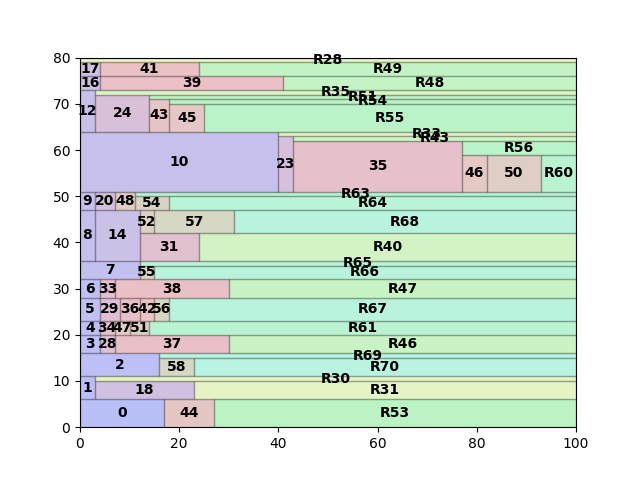 80
R28
17 41 R49
16 39 R48
R35
R51
R54
70
12 24 43 45 R55
R33
R43
60
10 23 35 R56
46 50 R60
50
R63
9 20 48 54 R64
52 57 R68
40
8 14 31 R40
R65
7 55 R66
30
6 33 38 R47
5 29 36 42 56 R67
20
4 34 47 51 R61
3 28 37 R46
R69
2 58 R70
10
R30
1 18 R31
0 44 R53
0
0 20 40 60 80 100